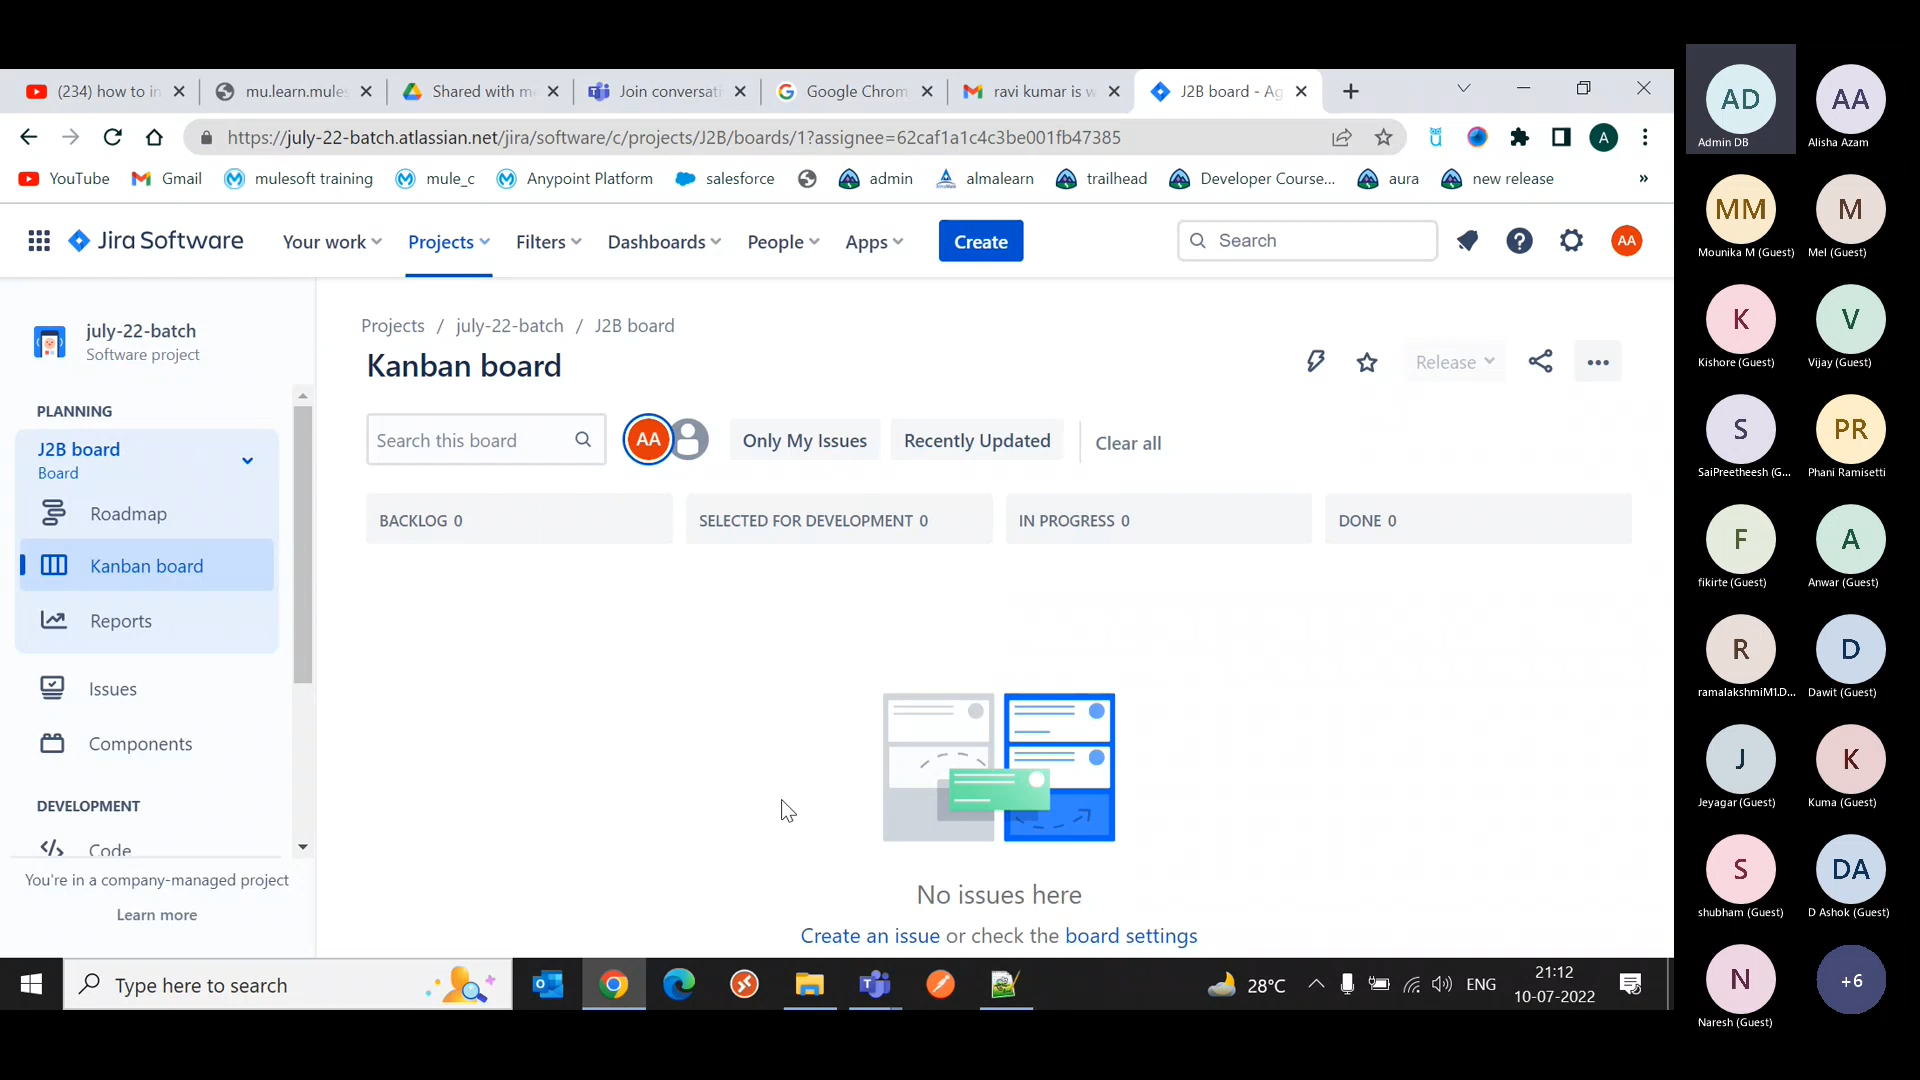 (234) how to in
mu.learn.mules
Shared with me
Join conversati
Google Chrom
ravi kumar is w
J2B board - Ag
https://july-22-batch.atlassian.net/jira/software/c/projects/J2B/boards/1?assignee=62caf1a1c4c3be001fb47385
A
YouTube
Gmail
mulesoft training
mule_c
Anypoint Platform
salesforce
admin
almalearn
trailhead
Developer Course...
aura
new release
»
Jira Software
Your work
Projects
Filters
Dashboards
People
Apps
Create
Search
AA
july-22-batch
Software project
PLANNING
J2B board
Board
Roadmap
Kanban board
Reports
Issues
Components
DEVELOPMENT
Code
You're in a company-managed project
Learn more
Projects / july-22-batch / J2B board
Kanban board
Release
Search this board
AA
Only My Issues
Recently Updated
Clear all
BACKLOG 0
SELECTED FOR DEVELOPMENT 0
IN PROGRESS 0
DONE 0
No issues here
Create an issue or check the board settings
Type here to search
28°C
ENG
21:12
10-07-2022
AD
Admin DB
AA
Alisha Azam
MM
Mounika M (Guest)
M
Mel (Guest)
K
Kishore (Guest)
V
Vijay (Guest)
S
SaiPreetheesh (G...
PR
Phani Ramisetti
F
fikirte (Guest)
A
Anwar (Guest)
R
ramalakshmiM1.D...
D
Dawit (Guest)
J
Jeyagar (Guest)
K
Kuma (Guest)
S
shubham (Guest)
DA
D Ashok (Guest)
N
Naresh (Guest)
+6